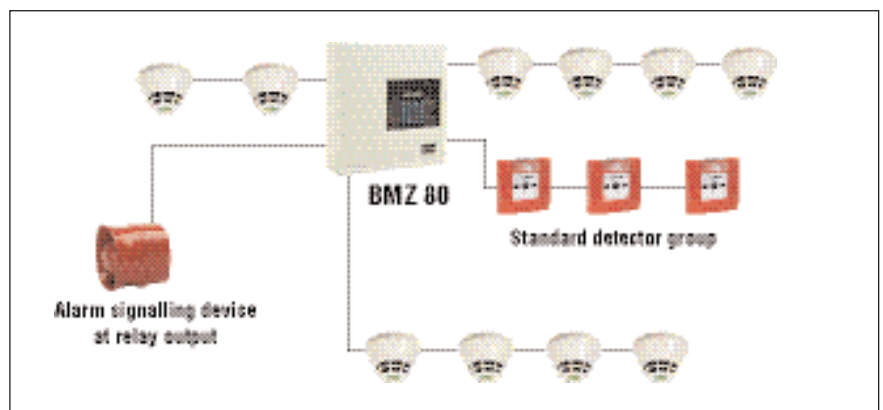 BMZ 80
Standard detector group
Alarm signalling device
at relay output